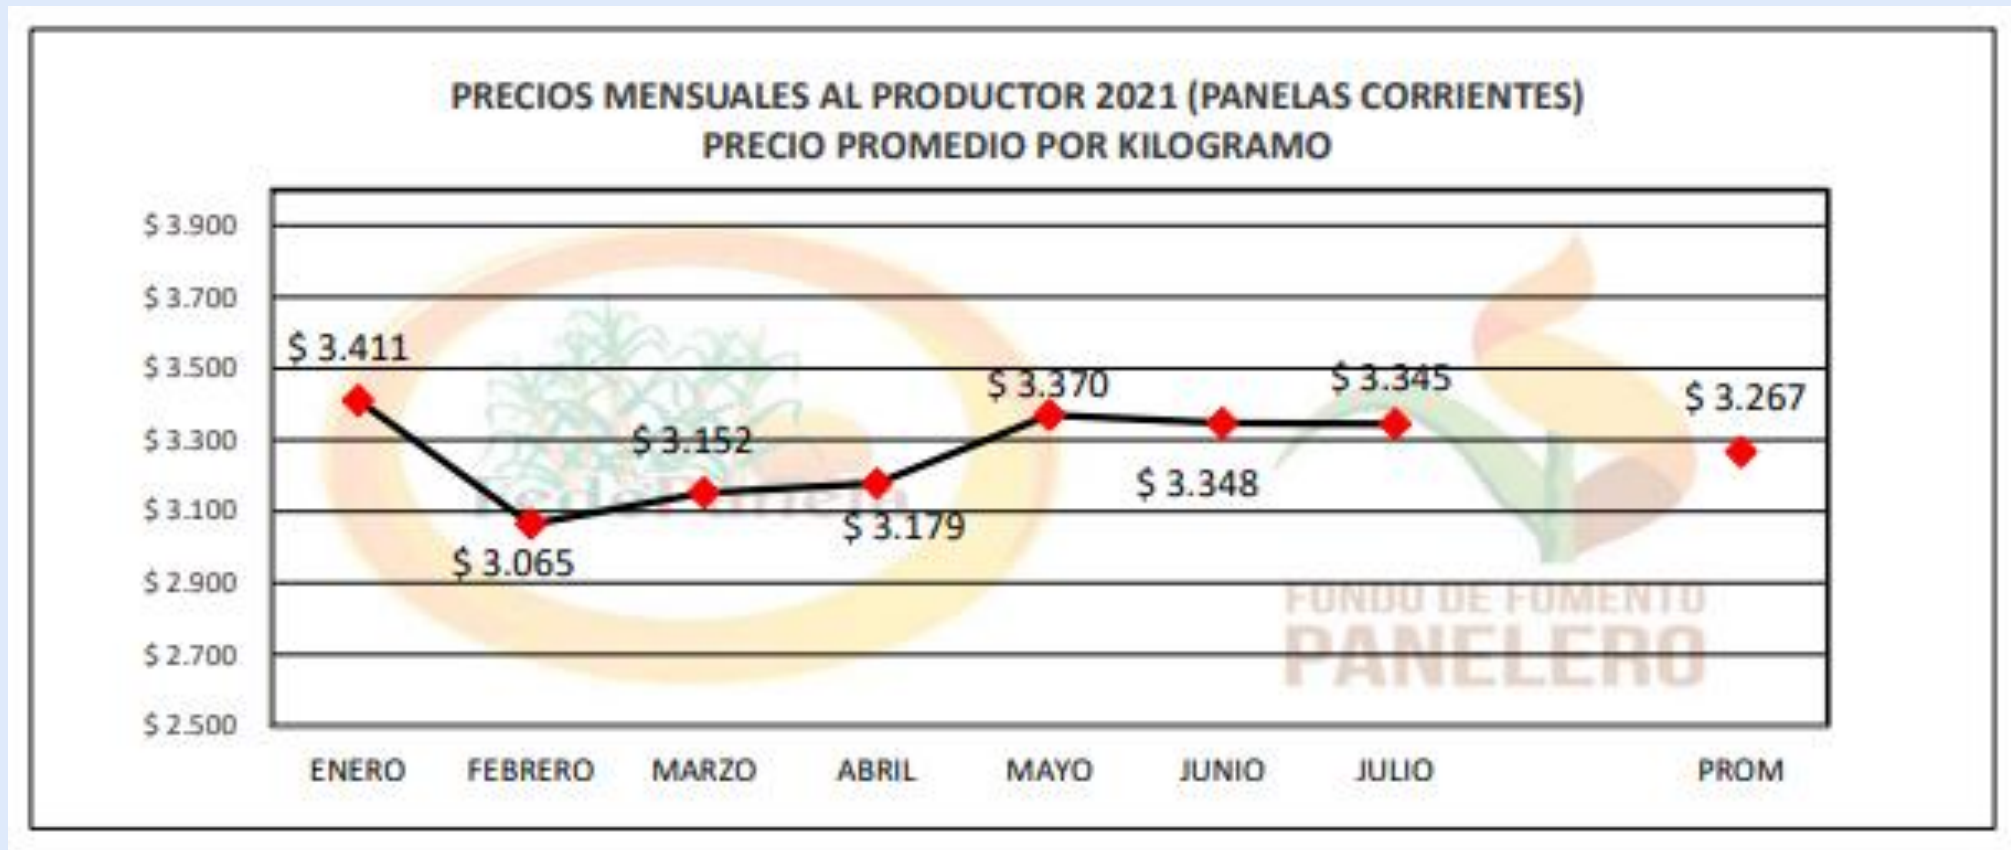 PRECIOS MENSUALES AL PRODUCTOR 2021 (PANELAS CORRIENTES)
PRECIO PROMEDIO POR KILOGRAMO
$ 3.900
$ 3.700
$ 3.500
$ 3.300
$ 3.100
$ 2.900
$ 2.700
$ 2.500
$ 3.411
$ 3.065
$ 3.152
$ 3.179
$ 3.370
$ 3.348
$ 3.345
$ 3.267
FedePanela
FONDO DE FOMENTO
PANELERO
ENERO FEBRERO MARZO ABRIL MAYO JUNIO JULIO PROM